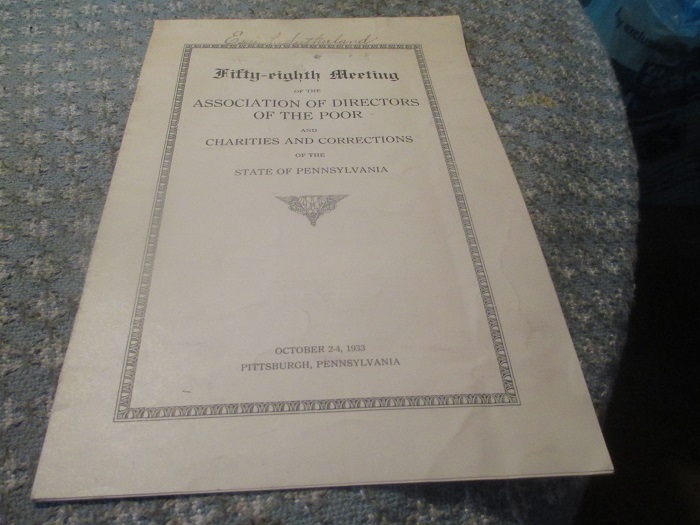 Sutherland
Fifty-eighth Meeting
OF THE
ASSOCIATION OF DIRECTORS
OF THE POOR
AND
CHARITIES AND CORRECTIONS
OF THE
STATE OF PENNSYLVANIA
OCTOBER 2-4, 1933
PITTSBURGH, PENNSYLVANIA